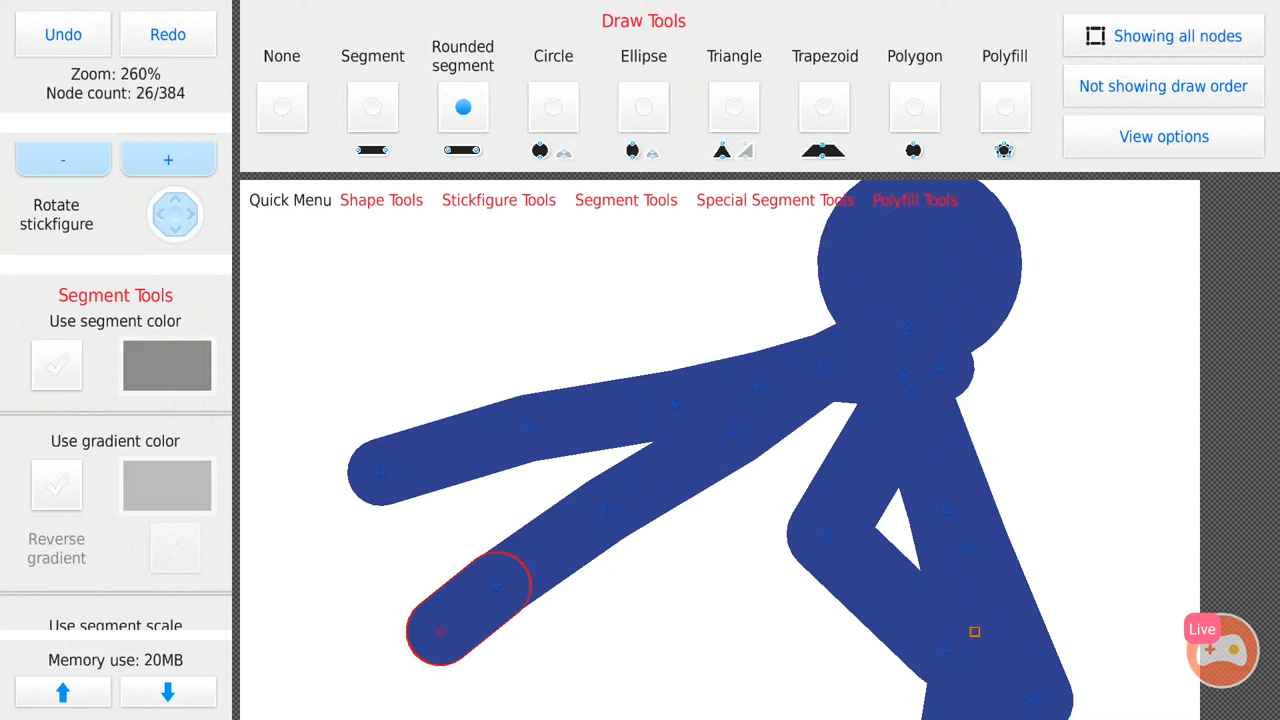 Undo
Redo
Zoom: 260%
Node count: 26/384
-
+
Rotate
stickfigure
Segment Tools
Use segment color
Use gradient color
Reverse
gradient
Use segment scale
Memory use: 20MB
Draw Tools
None
Segment
Rounded
segment
Circle
Ellipse
Triangle
Trapezoid
Polygon
Polyfill
Showing all nodes
Not showing draw order
View options
Quick Menu
Shape Tools
Stickfigure Tools
Segment Tools
Special Segment Tools
Polyfill Tools
Live